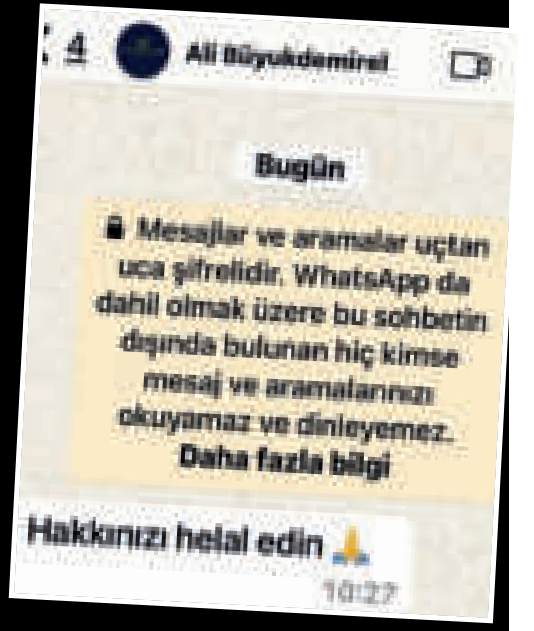 4 Ali Büyukdemirel
Bugün
Mesajlar ve aramalar uçtan
uca şifrelidir. WhatsApp da
dahil olmak üzere bu sohbetin
dışında bulunan hiç kimse
mesaj ve aramalarınızı
okuyamaz ve dinleyemez.
Daha fazla bilgi
Hakkınızı helal edin 🙏
10:27